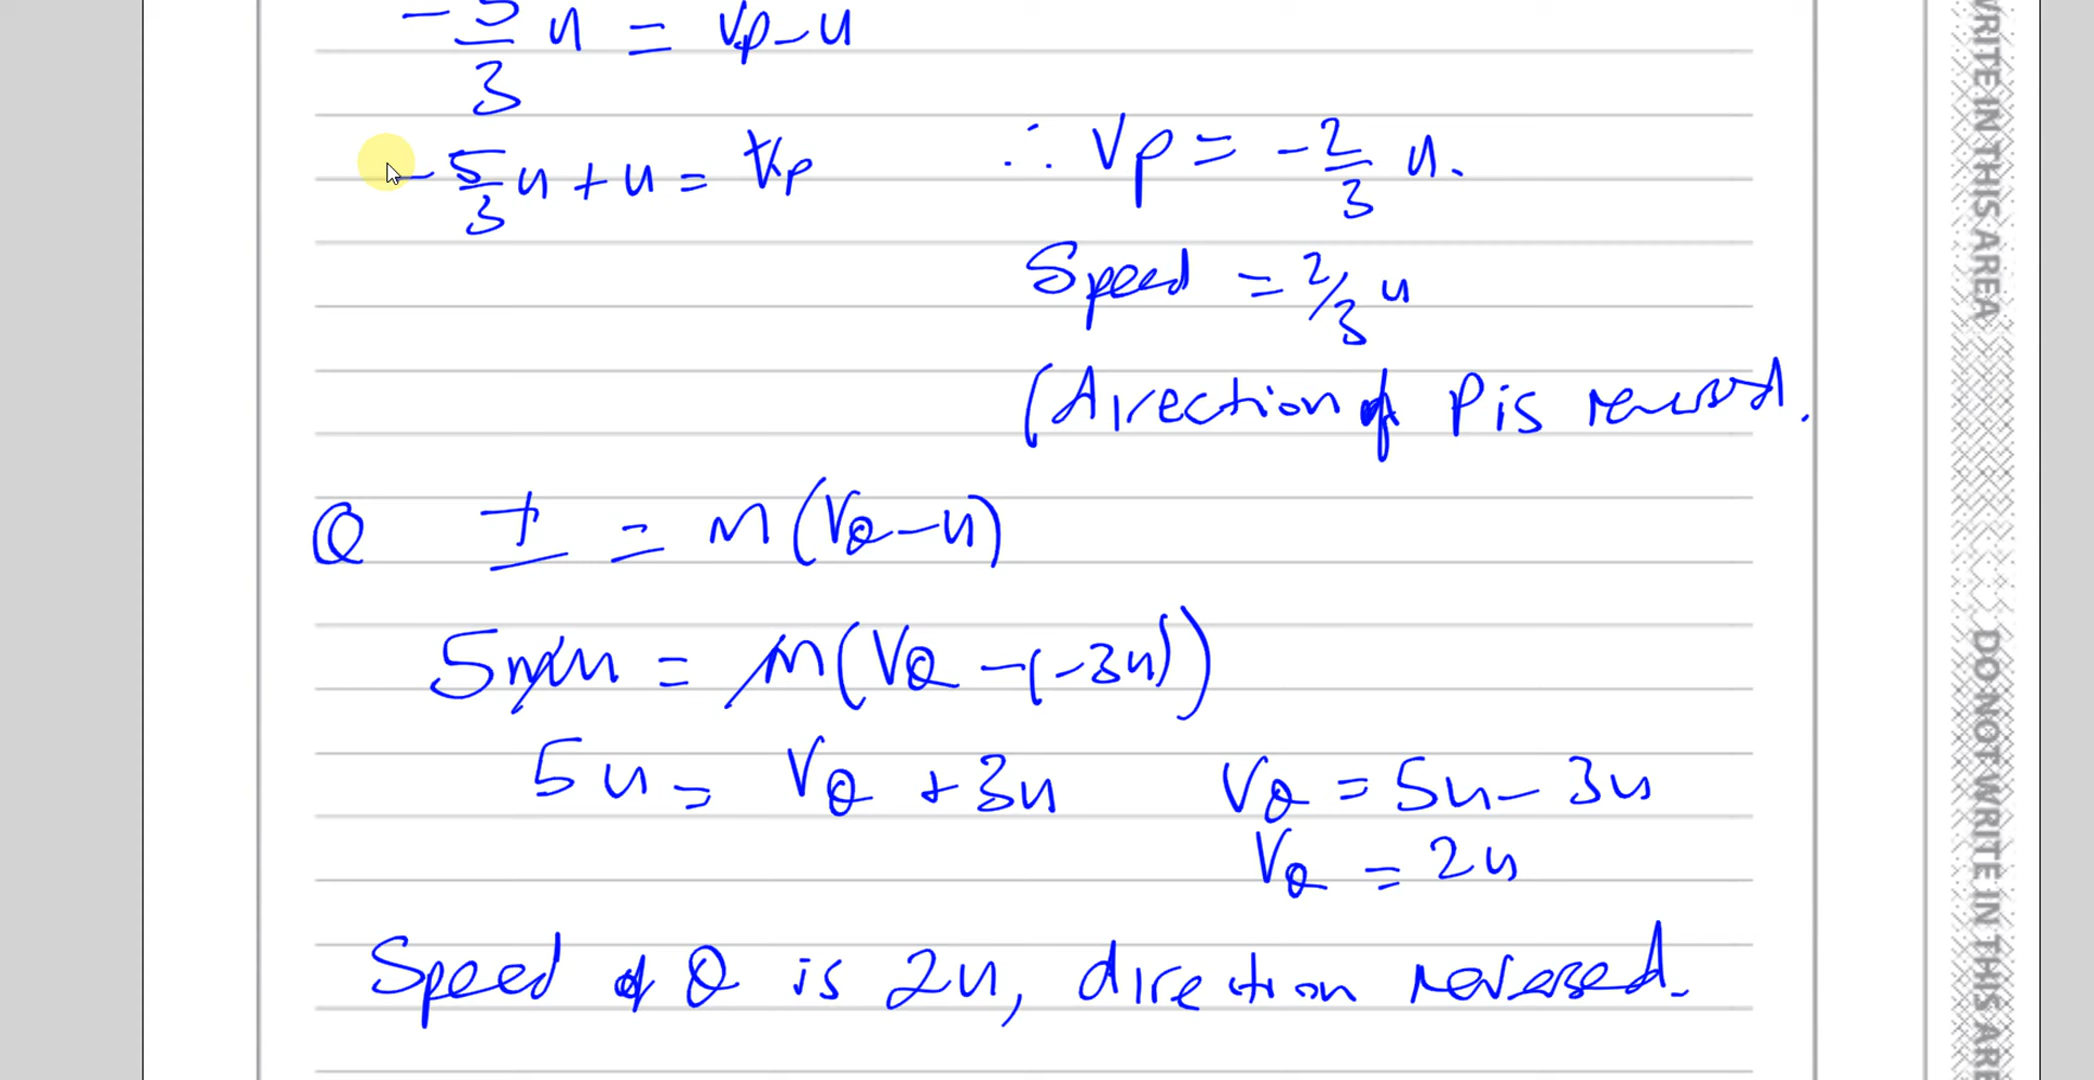 -5/3 u = Vp - u
-5/3 u + u = Vp ∴ Vp = -2/3 u.
Speed = 2/3 u
(direction of P is reversed.
Q I = m(VQ - u)
5mu = m(VQ - (-3u))
5u = VQ + 3u VQ = 5u - 3u
VQ = 2u
Speed of Q is 2u, direction reversed.
WRITE IN THIS AREA
DO NOT WRITE IN THIS ARE